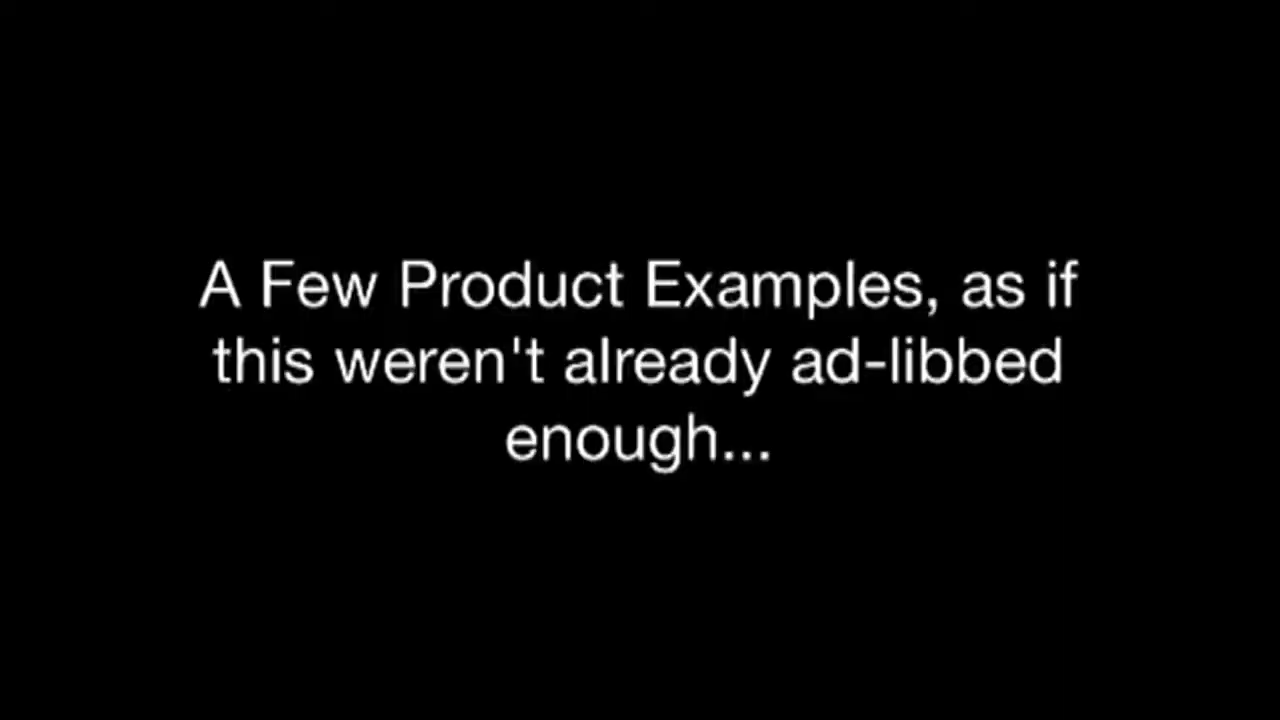 A Few Product Examples, as if
this weren't already ad-libbed
enough...